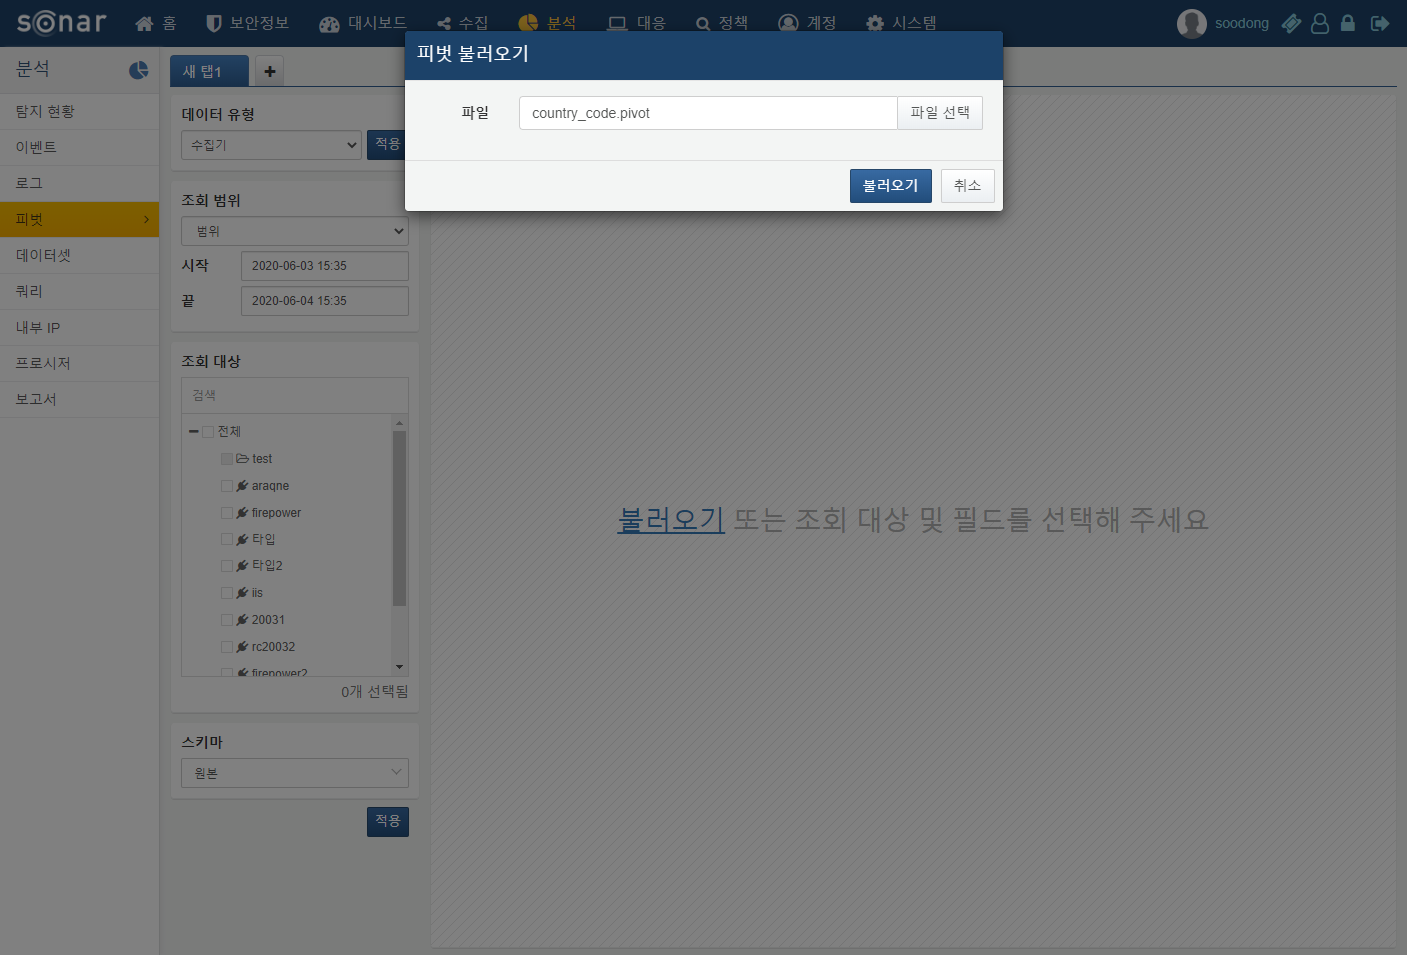 sonar
홈
보안정보
대시보드
수집
분석
대응
정책
계정
시스템
soodong
피벗 불러오기
파일
country_code.pivot
파일 선택
불러오기
취소
분석
탐지 현황
이벤트
로그
피벗
데이터셋
쿼리
내부 IP
프로시저
보고서
새 탭1
데이터 유형
수집기
적용
조회 범위
범위
시작
2020-06-03 15:35
끝
2020-06-04 15:35
조회 대상
검색
전체
test
araqne
firepower
타입
타입2
iis
20031
rc20032
firepower2
0개 선택됨
스키마
원본
적용
불러오기 또는 조회 대상 및 필드를 선택해 주세요